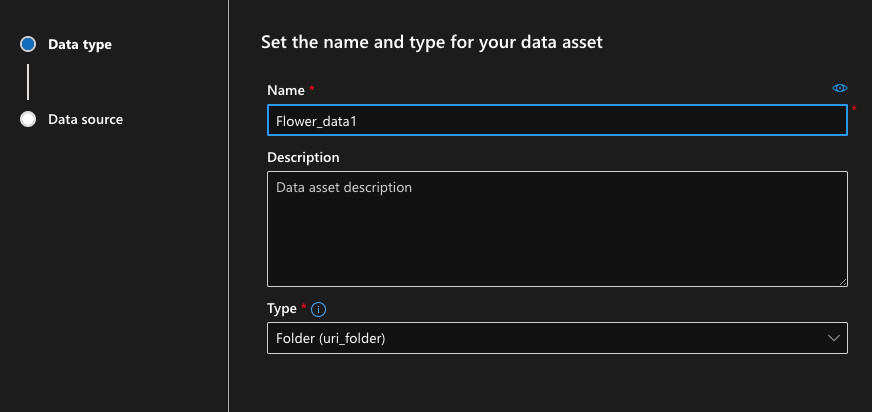 Data type
Data source
Set the name and type for your data asset
Name *
Flower_data1
*
Description
Data asset description
Type * i
Folder (uri_folder)